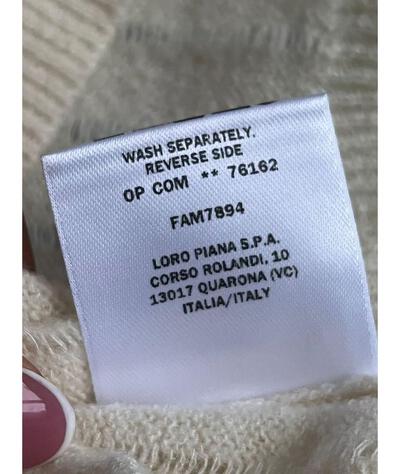 WASH SEPARATELY.
REVERSE SIDE
OP COM ** 76162
FAM7894
LORO PIANA S.P.A.
CORSO ROLANDI, 10
13017 QUARONA (VC)
ITALIA/ITALY